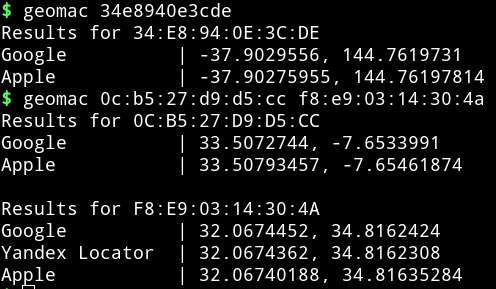 $ geomac 34e8940e3cde
Results for 34:E8:94:0E:3C:DE
Google | -37.9029556, 144.7619731
Apple | -37.90275955, 144.76197814
$ geomac 0c:b5:27:d9:d5:cc f8:e9:03:14:30:4a
Results for 0C:B5:27:D9:D5:CC
Google | 33.5072744, -7.6533991
Apple | 33.50793457, -7.65461874
Results for F8:E9:03:14:30:4A
Google | 32.0674452, 34.8162424
Yandex Locator | 32.0674362, 34.8162308
Apple | 32.06740188, 34.81635284
$